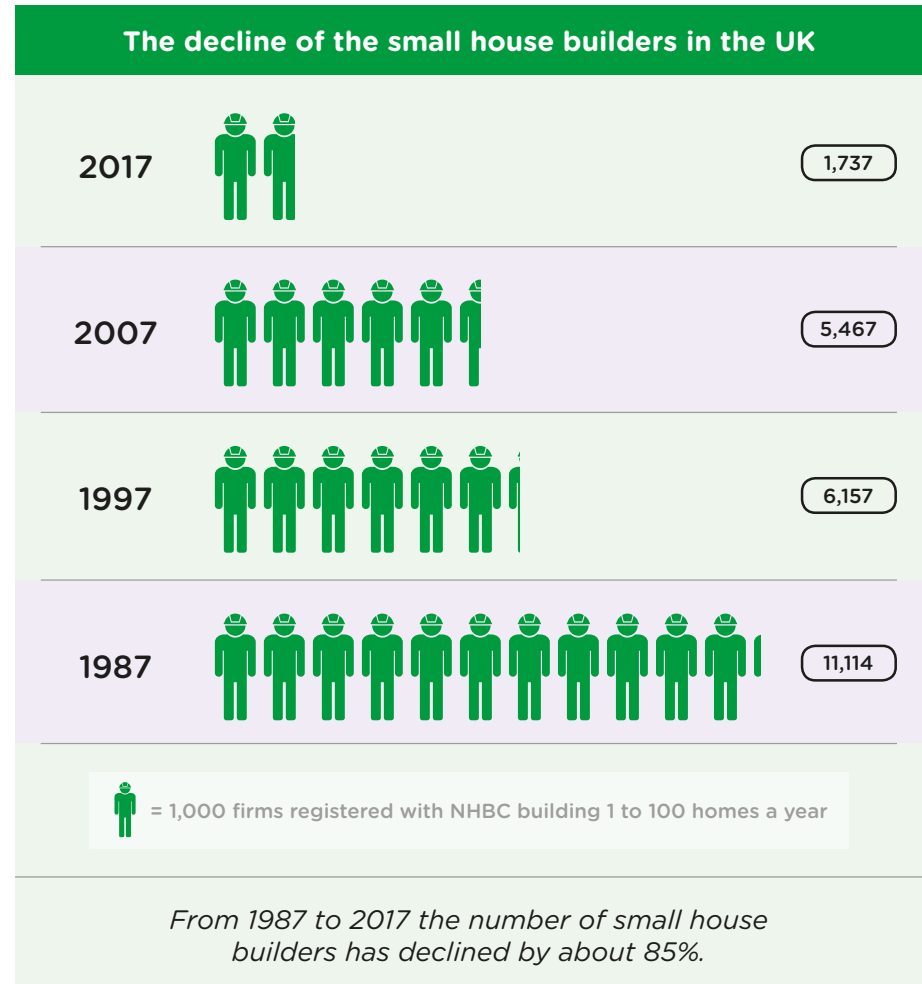 The decline of the small house builders in the UK
2017
1,737
2007
5,467
1997
6,157
1987
11,114
= 1,000 firms registered with NHBC building 1 to 100 homes a year
From 1987 to 2017 the number of small house
builders has declined by about 85%.